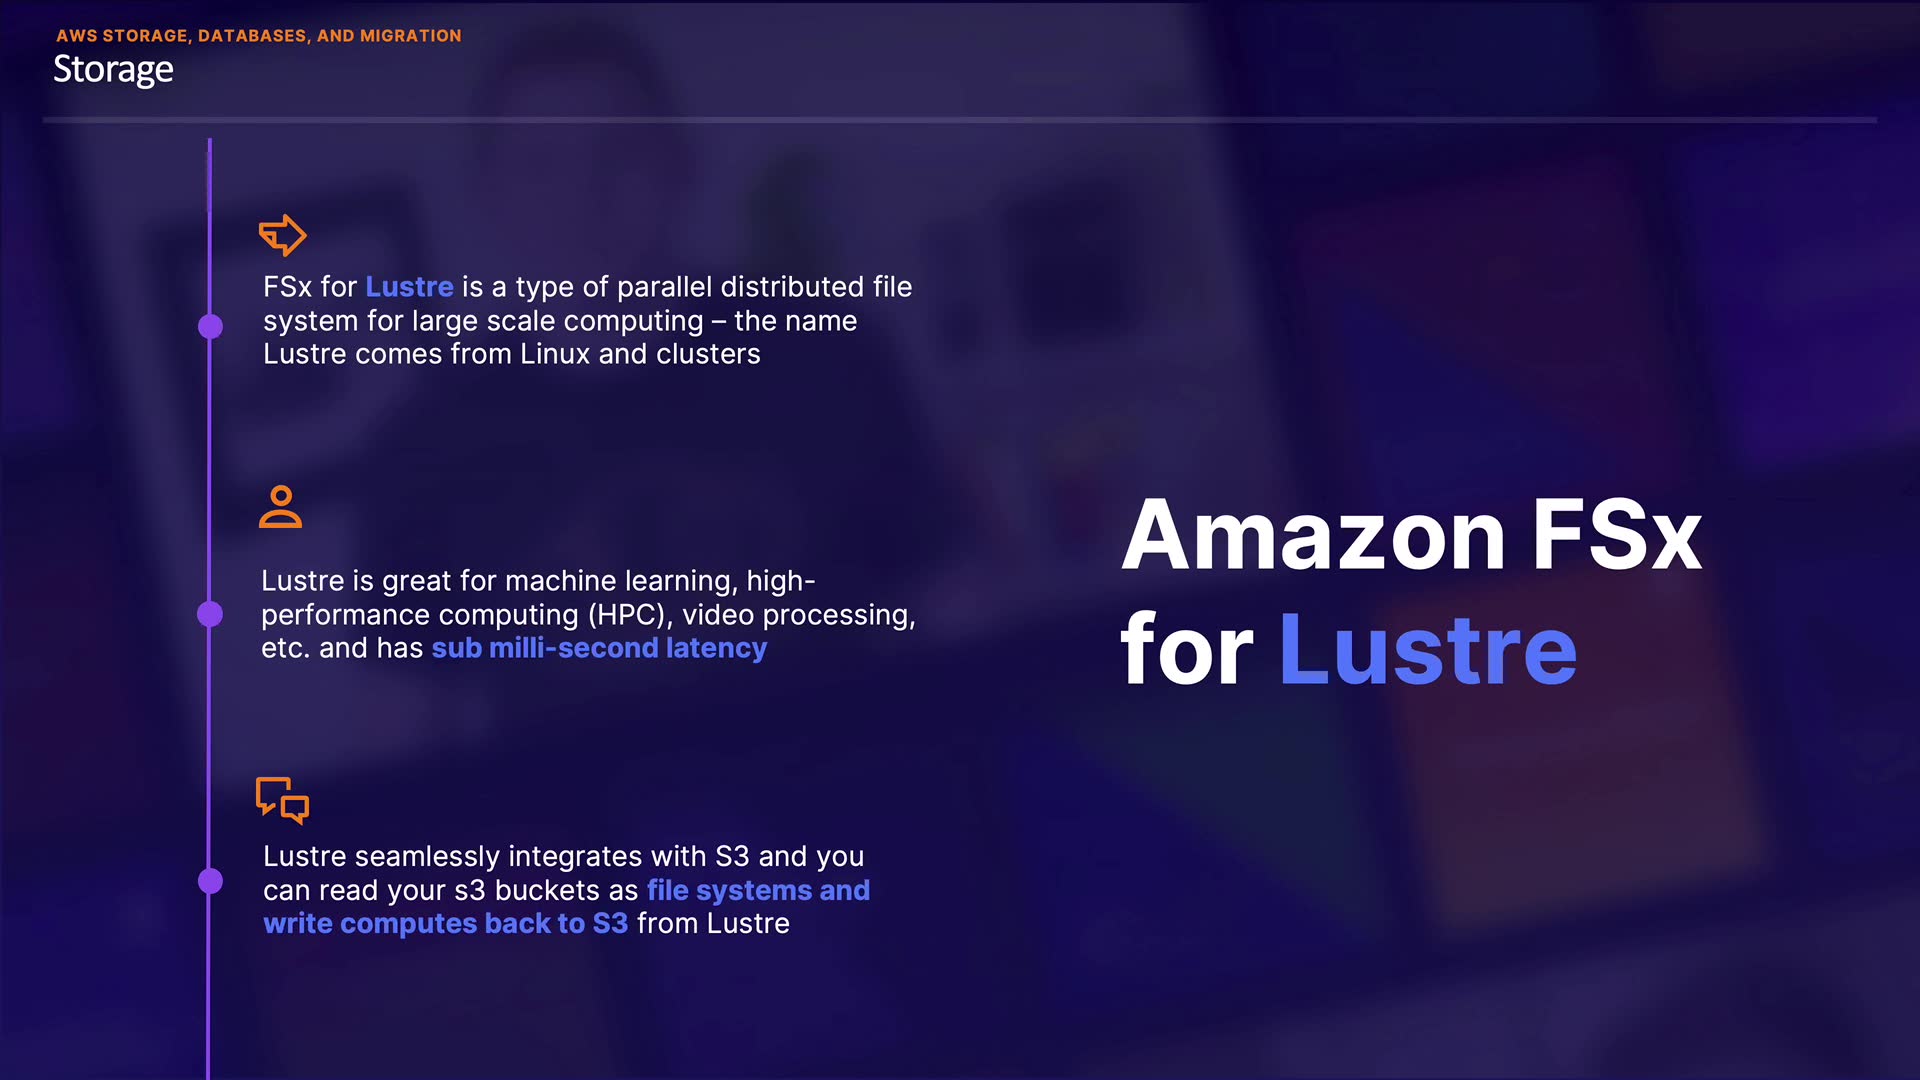 AWS STORAGE, DATABASES, AND MIGRATION
Storage
FSx for Lustre is a type of parallel distributed file
system for large scale computing – the name
Lustre comes from Linux and clusters
Lustre is great for machine learning, high-
performance computing (HPC), video processing,
etc. and has sub milli-second latency
Lustre seamlessly integrates with S3 and you
can read your s3 buckets as file systems and
write computes back to S3 from Lustre
Amazon FSx
for Lustre